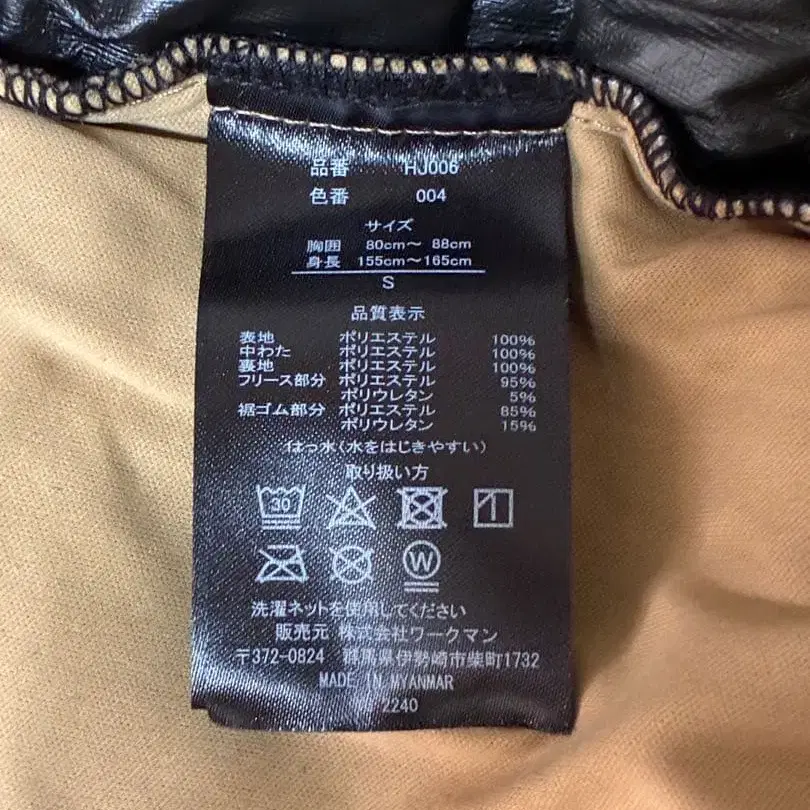 品番 HJ006
色番 004
サイズ
胸囲 80cm～ 88cm
身長 155cm～165cm
S
品質表示
表地 ポリエステル 100%
中わた ポリエステル 100%
裏地 ポリエステル 100%
フリース部分 ポリエステル 95%
ポリウレタン 5%
裾ゴム部分 ポリエステル 85%
ポリウレタン 15%
はっ水(水をはじきやすい)
取り扱い方
30
W
洗濯ネットを使用してください
販売元 株式会社ワークマン
〒372-0824 群馬県伊勢崎市柴町1732
MADE IN MYANMAR
2240